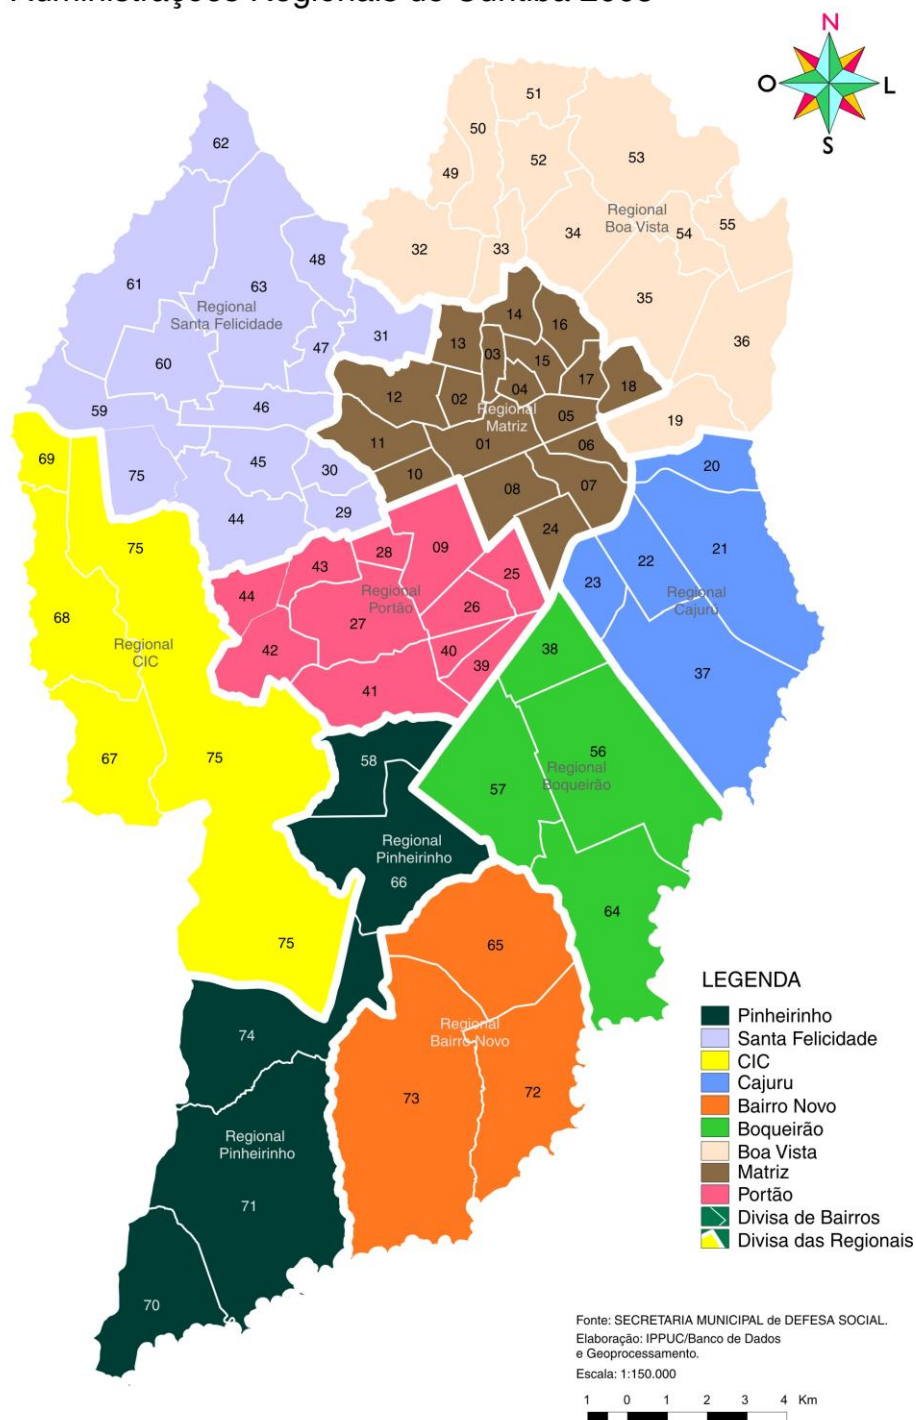 Administrações Regionais de Curitiba
N
O
L
S
51
62
50
52
53
49
55
34
Regional
Boa Vista
54
32
33
48
61
63
35
14
Regional
Santa Felicidade
16
31
13
03
47
15
36
60
17
18
12
04
02
46
Regional
Matriz
59
05
19
11
01
06
69
45
30
10
20
75
08
07
29
44
24
75
09
21
28
43
25
22
23
44
Regional
Portão
Regional
Cajurú
26
68
27
Regional
CIC
42
40
38
39
37
41
67
75
58
56
Regional
Boqueirão
57
Regional
Pinheirinho
66
64
75
65
LEGENDA
Pinheirinho
Santa Felicidade
CIC
Cajuru
Bairro Novo
Boqueirão
Boa Vista
Matriz
Portão
Divisa de Bairros
Divisa das Regionais
74
Regional
Bairro Novo
73
72
Regional
Pinheirinho
71
70
Fonte: SECRETARIA MUNICIPAL de DEFESA SOCIAL.
Elaboração: IPPUC/Banco de Dados
e Geoprocessamento.
Escala: 1:150.000
1 0 1 2 3 4 Km